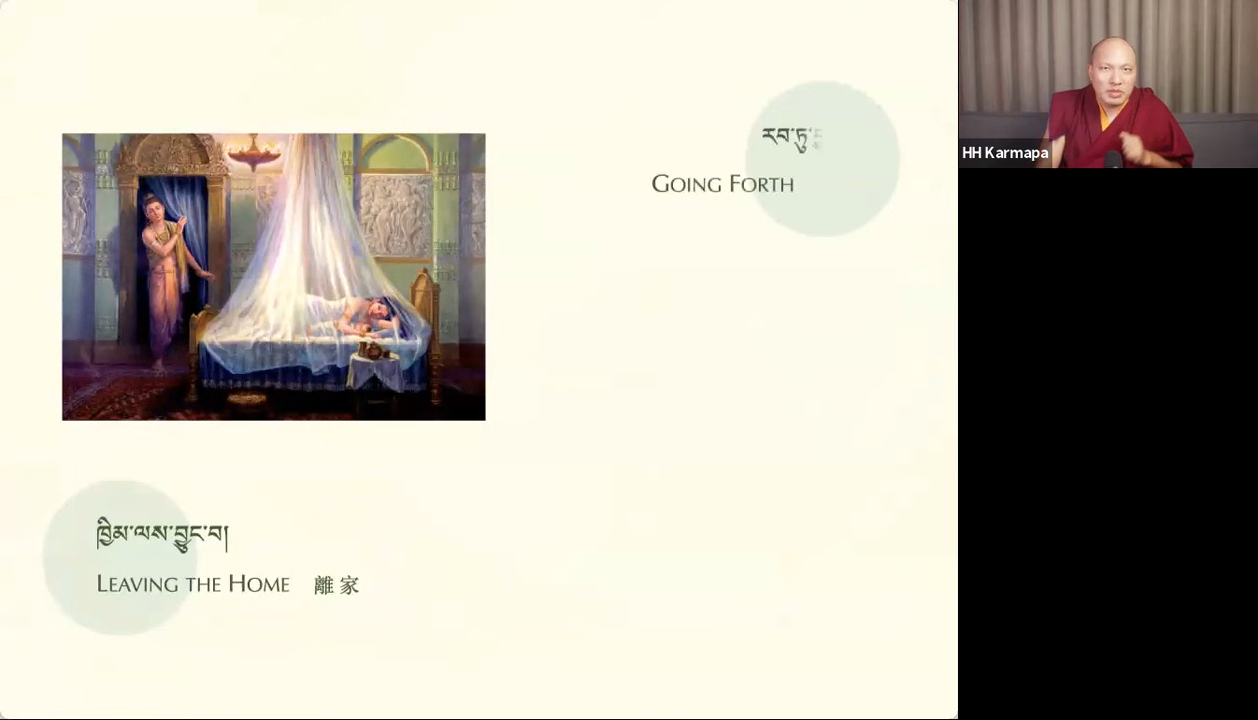 རབ་ཏུ་
GOING FORTH
HH Karmapa
ཁྱིམ་ལས་བྱུང་བ།
LEAVING THE HOME 離家